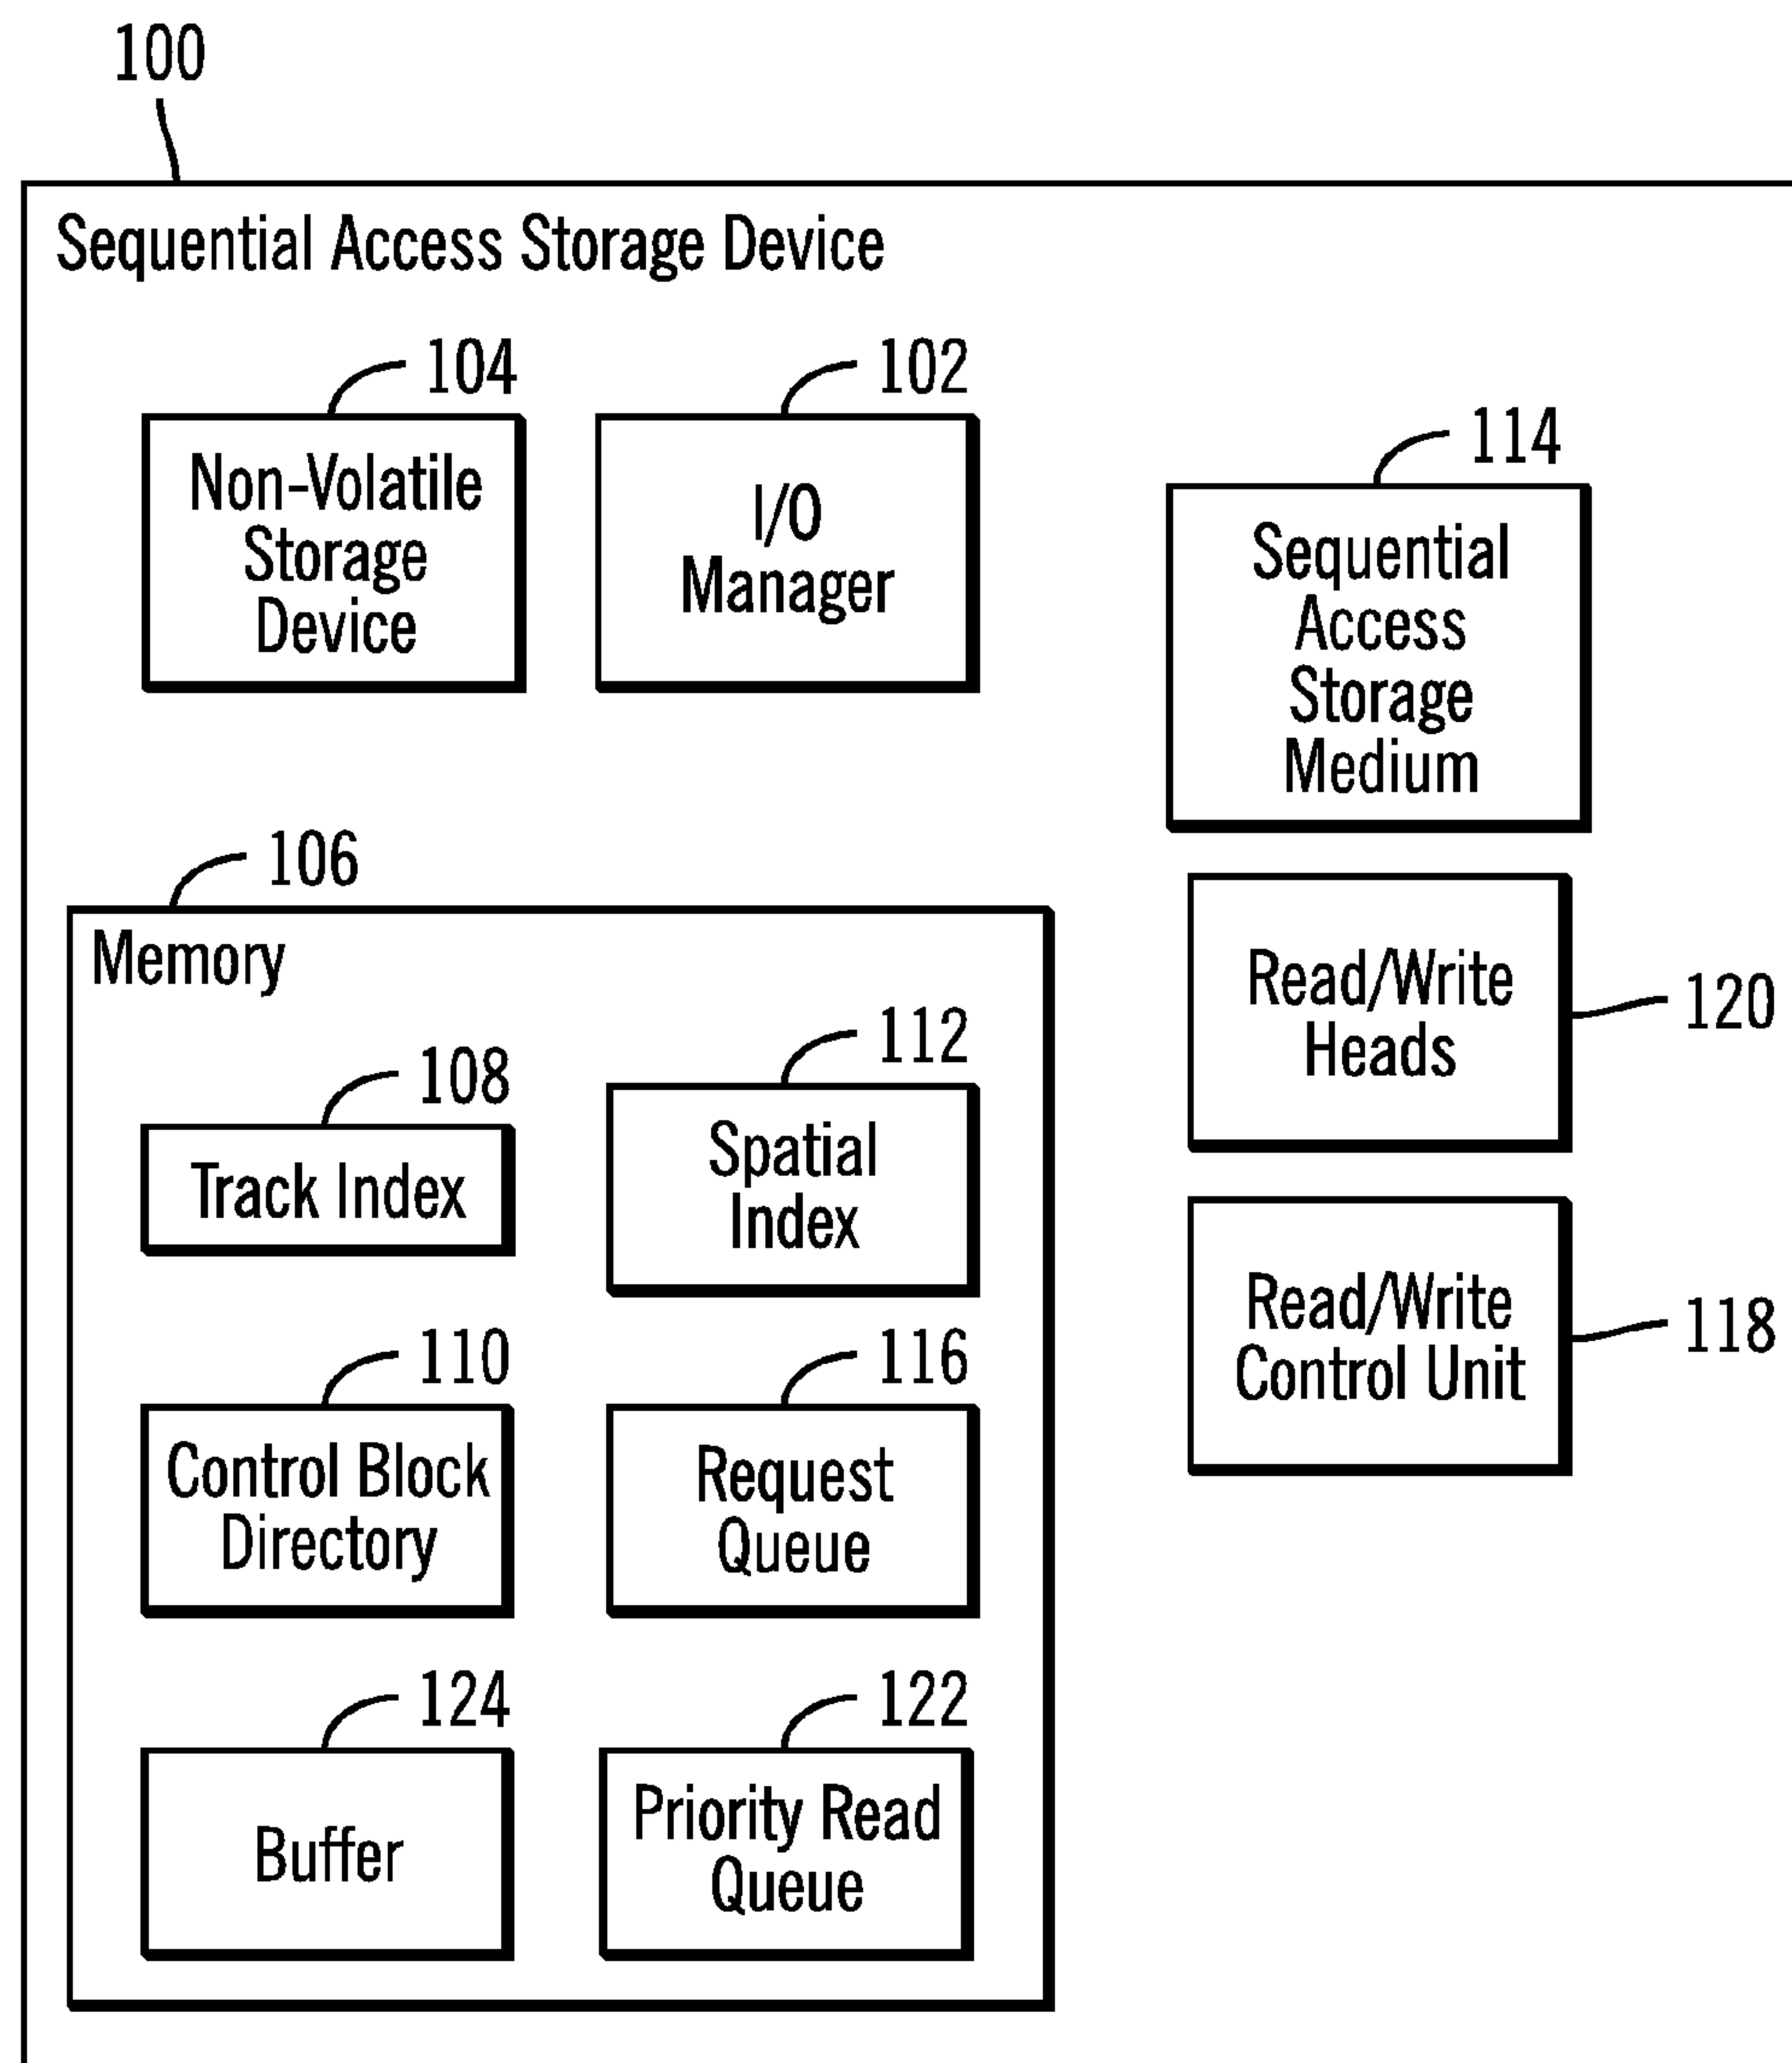 100
Sequential Access Storage Device
104
102
Non-Volatile
Storage
Device
I/O
Manager
114
Sequential
Access
Storage
Medium
106
Memory
120
Read/Write
Heads
108
112
Track Index
Spatial
Index
118
Read/Write
Control Unit
110
116
Control Block
Directory
Request
Queue
124
122
Buffer
Priority Read
Queue